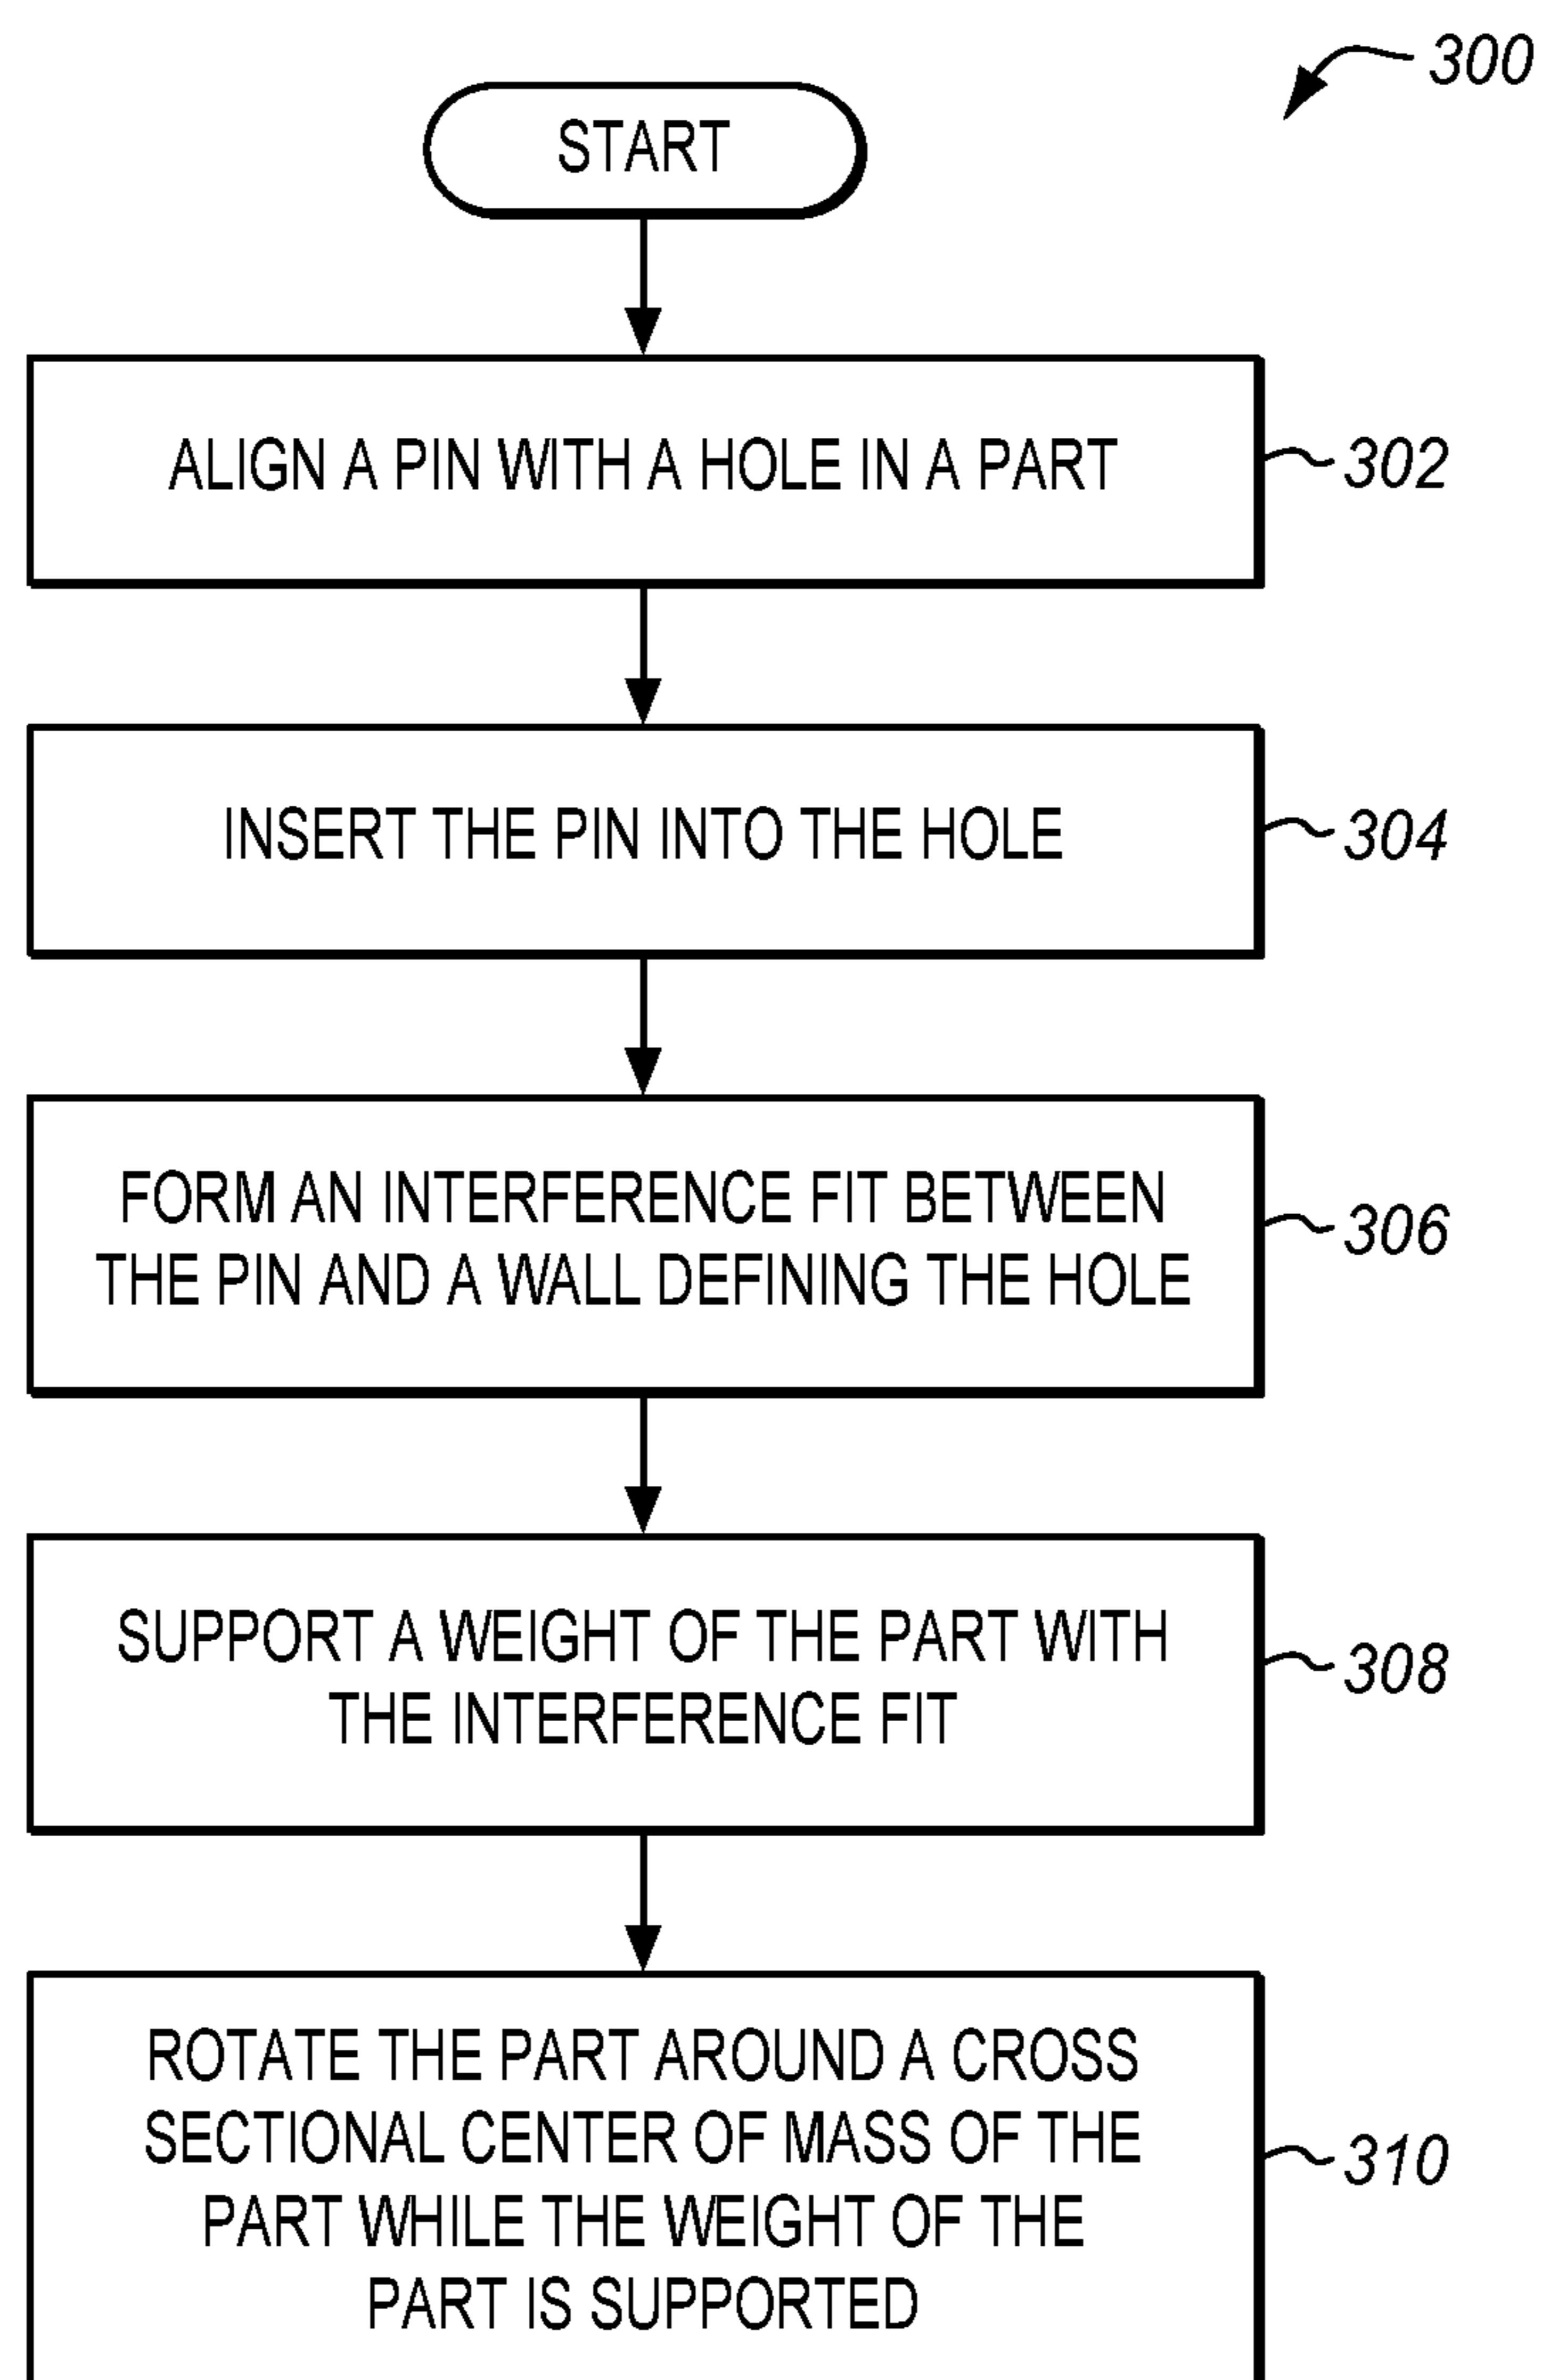 300
START
ALIGN A PIN WITH A HOLE IN A PART
302
INSERT THE PIN INTO THE HOLE
304
FORM AN INTERFERENCE FIT BETWEEN
THE PIN AND A WALL DEFINING THE HOLE
306
SUPPORT A WEIGHT OF THE PART WITH
THE INTERFERENCE FIT
308
ROTATE THE PART AROUND A CROSS
SECTIONAL CENTER OF MASS OF THE
PART WHILE THE WEIGHT OF THE
PART IS SUPPORTED
310